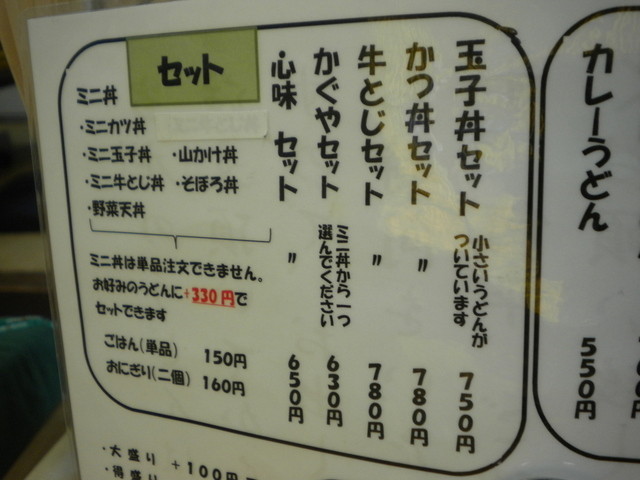 カレーうどん
550円
玉子丼セット
小さいうどんが
ついています
750円
かつ丼セット
〃
780円
牛とじセット
〃
780円
かぐやセット
ミニ丼から一つ
選んでください
630円
心味 セット
〃
650円
セット
ミニ丼
・ミニカツ丼
・ミニ玉子丼 ・山かけ丼
・ミニ牛とじ丼 ・そぼろ丼
・野菜天丼
ミニ丼は単品注文できません。
お好みのうどんに+330円で
セットできます
ごはん(単品) 150円
おにぎり(二個) 160円
・大盛り +100円
・得盛り